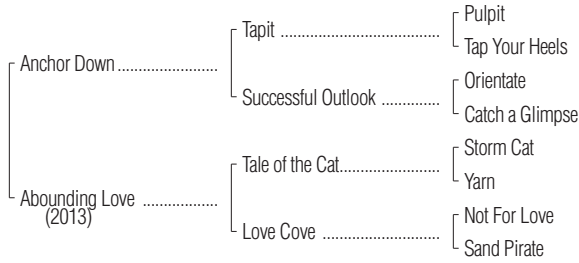 Pulpit
Tapit ........................................
Tap Your Heels
Anchor Down .........................
Orientate
Successful Outlook ...............
Catch a Glimpse
Storm Cat
Tale of the Cat..........................
Yarn
Abounding Love ...................
(2013)
Not For Love
Love Cove ..............................
Sand Pirate